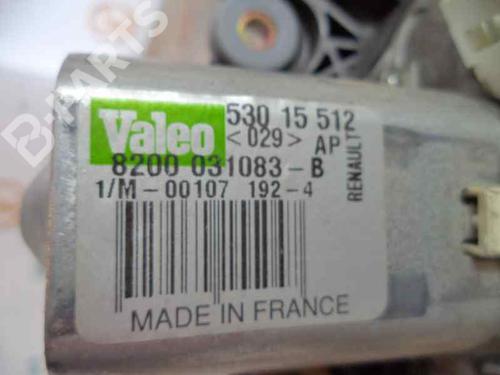 Valeo
530 15 512
<029> AP
8200 031083-B
1/M-00107 192-4
RENAULT
MADE IN FRANCE
B-PARTS